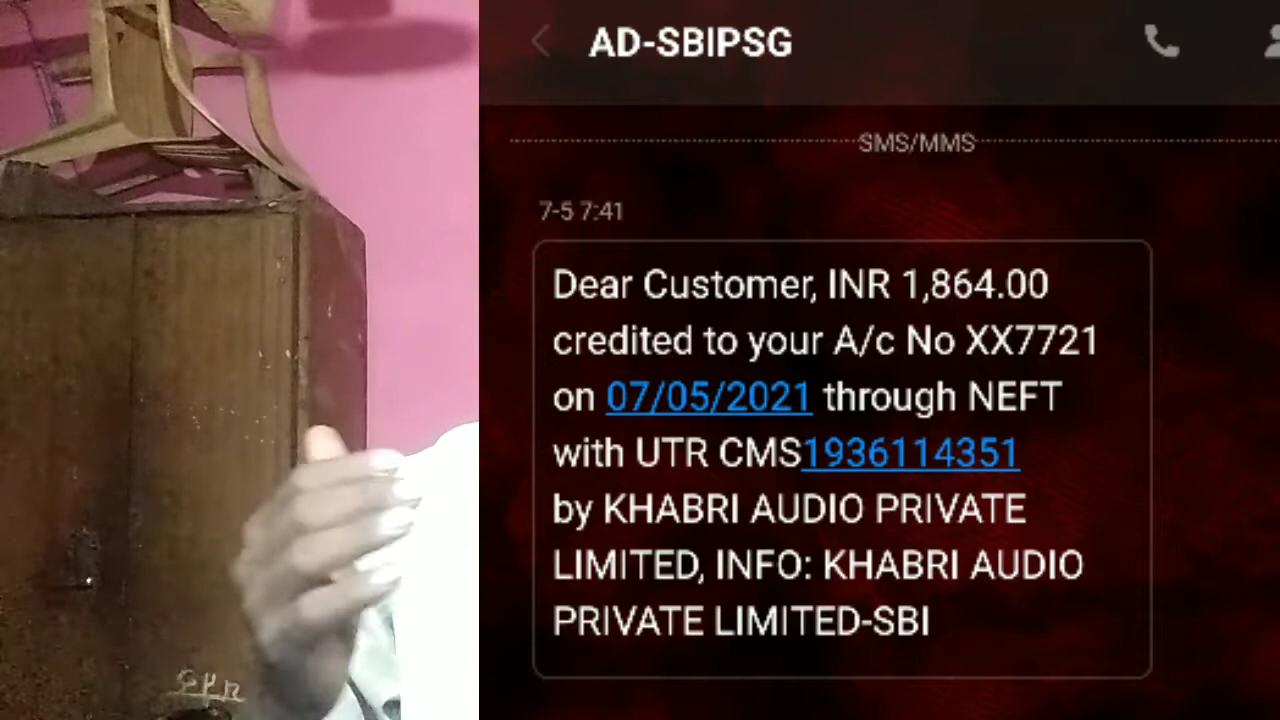 AD-SBIPSG
SMS/MMS
7-5 7:41
Dear Customer, INR 1,864.00
credited to your A/c No XX7721
on 07/05/2021 through NEFT
with UTR CMS1936114351
by KHABRI AUDIO PRIVATE
LIMITED, INFO: KHABRI AUDIO
PRIVATE LIMITED-SBI